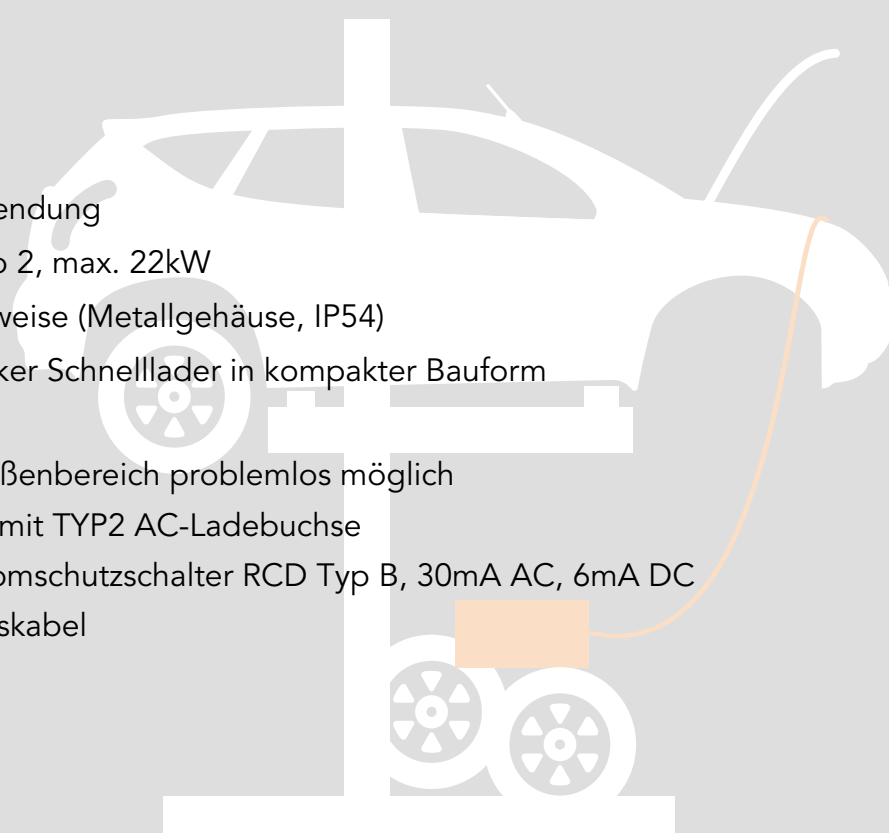 endung
2, max. 22kW
weise (Metallgehäuse, IP54)
ker Schnelllader in kompakter Bauform
ßenbereich problemlos möglich
mit TYP2 AC-Ladebuchse
omschutzschalter RCD Typ B, 30mA AC, 6mA DC
skabel